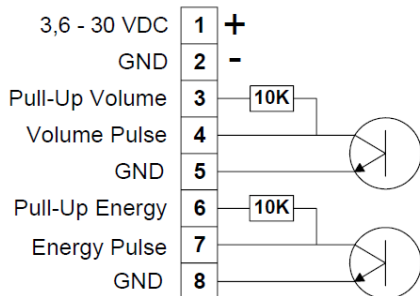 3,6 - 30 VDC 1 +
GND 2 -
Pull-Up Volume 3 10K
Volume Pulse 4
GND 5
Pull-Up Energy 6 10K
Energy Pulse 7
GND 8